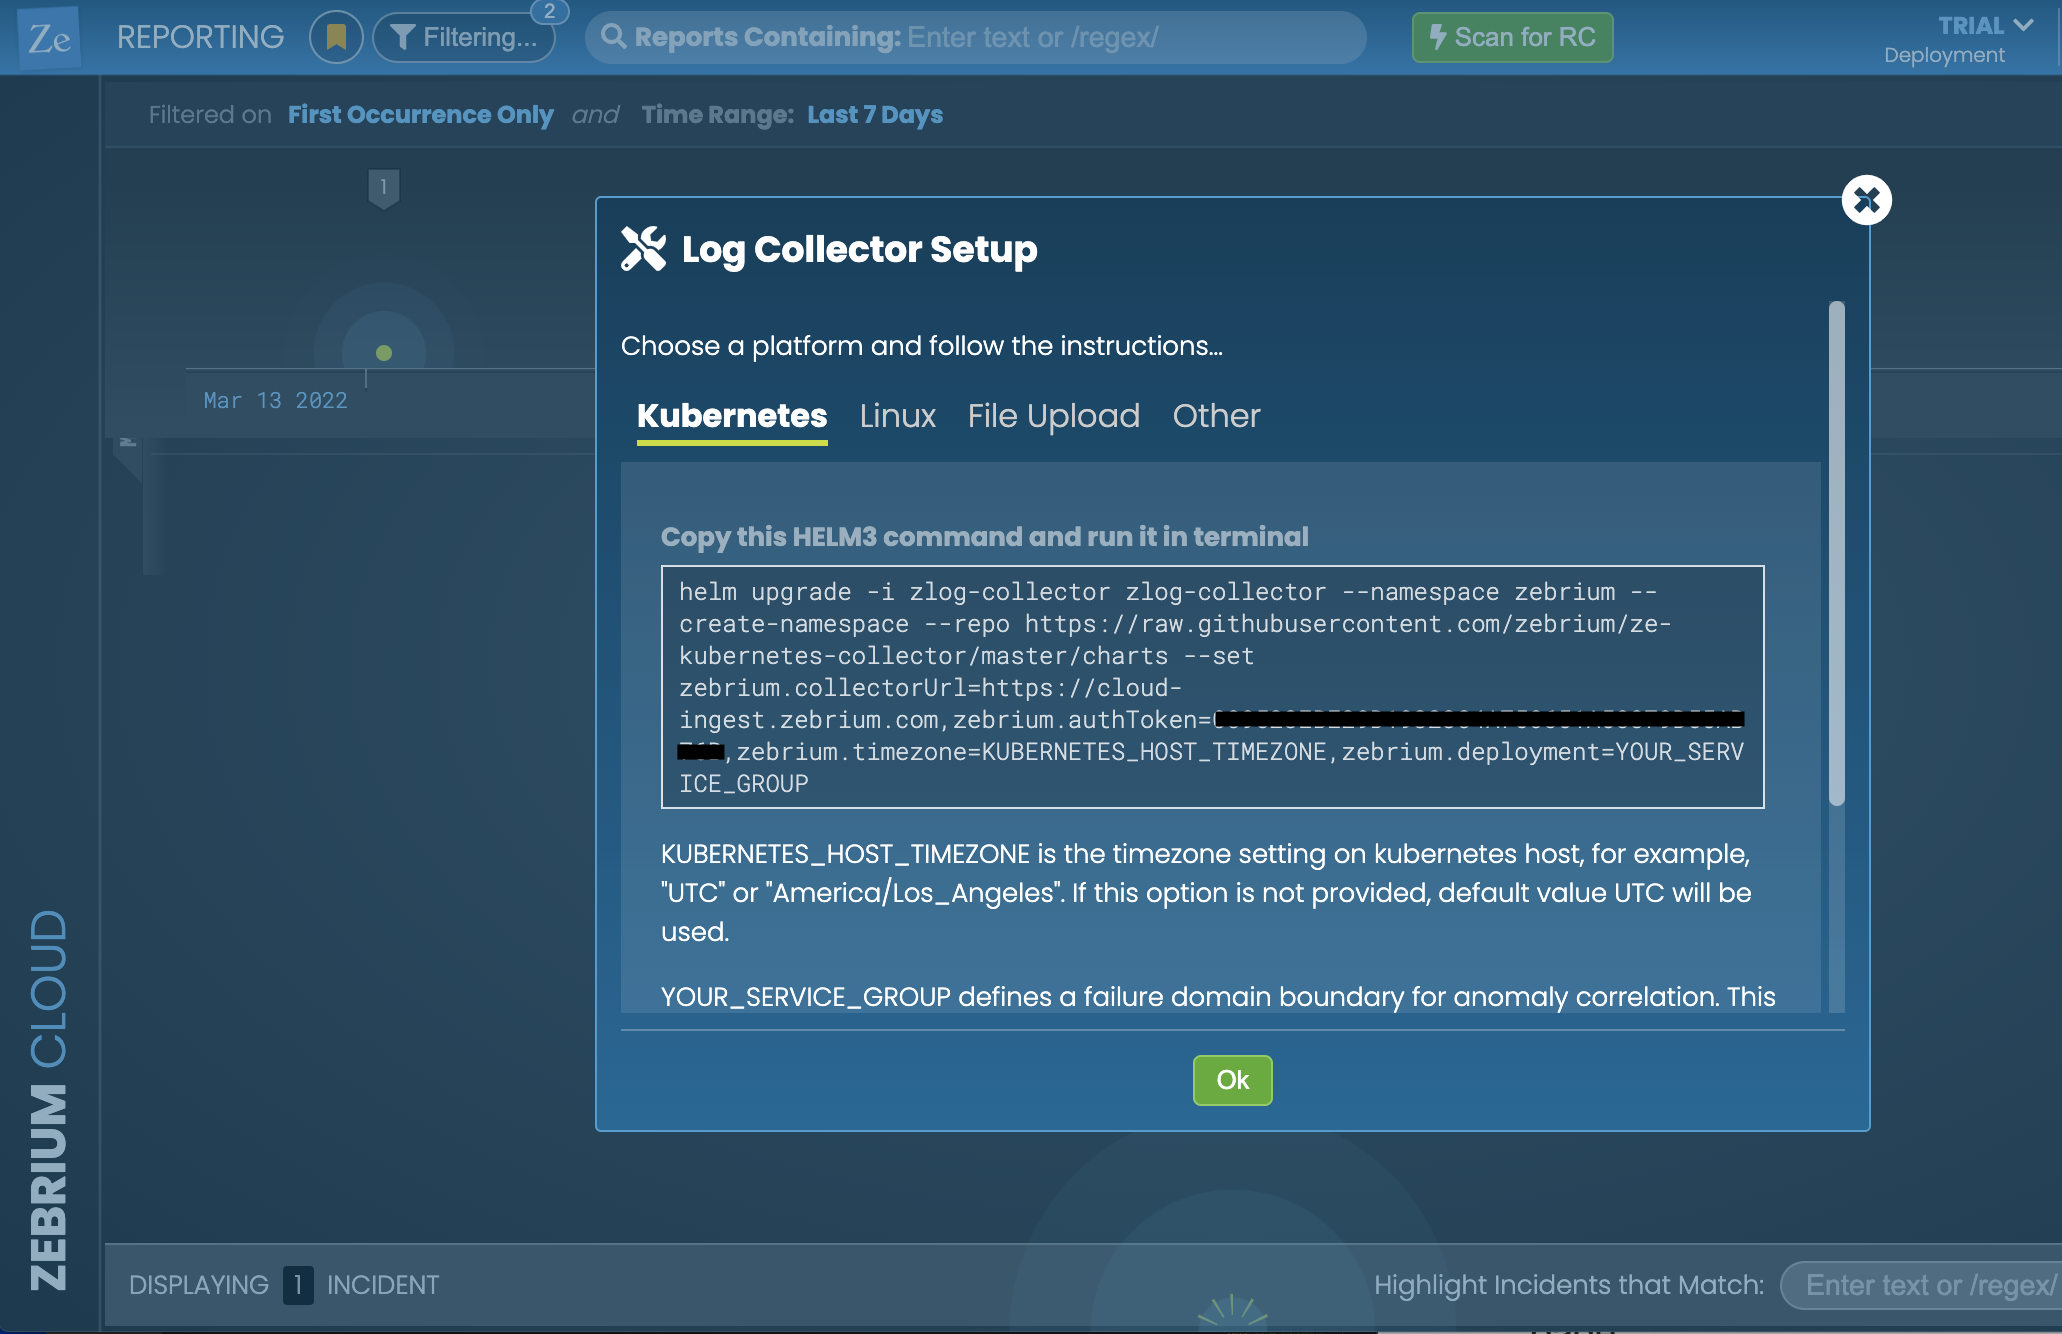 Ze
REPORTING
Filtering...
2
Reports Containing: Enter text or /regex/
Scan for RC
TRIAL
Deployment
Filtered on First Occurrence Only and Time Range: Last 7 Days
1
Mar 13 2022
Log Collector Setup
Choose a platform and follow the instructions...
Kubernetes Linux File Upload Other
Copy this HELM3 command and run it in terminal
helm upgrade -i zlog-collector zlog-collector --namespace zebrium --
create-namespace --repo https://raw.githubusercontent.com/zebrium/ze-
kubernetes-collector/master/charts --set
zebrium.collectorUrl=https://cloud-
ingest.zebrium.com,zebrium.authToken=
,zebrium.timezone=KUBERNETES_HOST_TIMEZONE,zebrium.deployment=YOUR_SERV
ICE_GROUP
KUBERNETES_HOST_TIMEZONE is the timezone setting on kubernetes host, for example,
"UTC" or "America/Los_Angeles". If this option is not provided, default value UTC will be
used.
YOUR_SERVICE_GROUP defines a failure domain boundary for anomaly correlation. This
Ok
ZEBRIUM CLOUD
DISPLAYING 1 INCIDENT
Highlight Incidents that Match: Enter text or /regex/